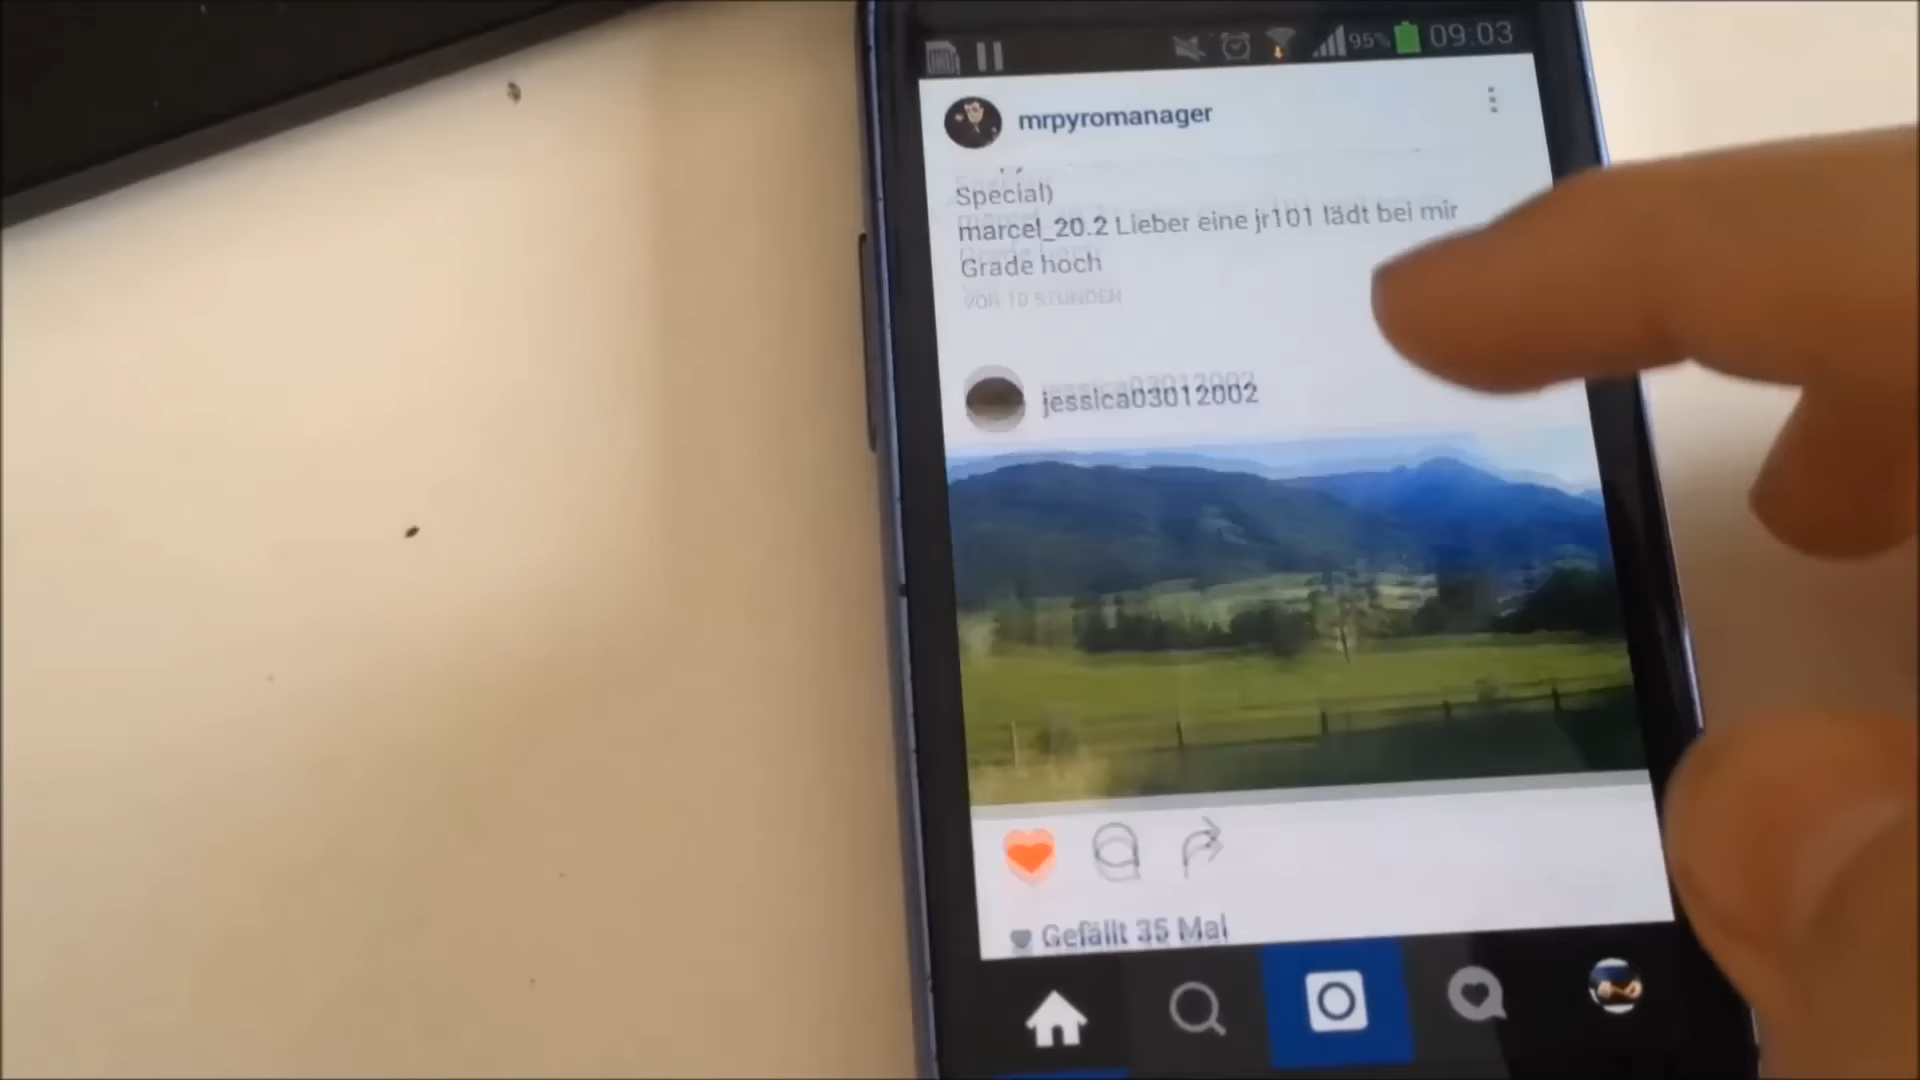 95% 09:03
mrpyromanager
Special)
marcel_20.2 Lieber eine jr101 lädt bei mir
Grade hoch
VOR 10 STUNDEN
jessica03012002
Gefällt 35 Mal